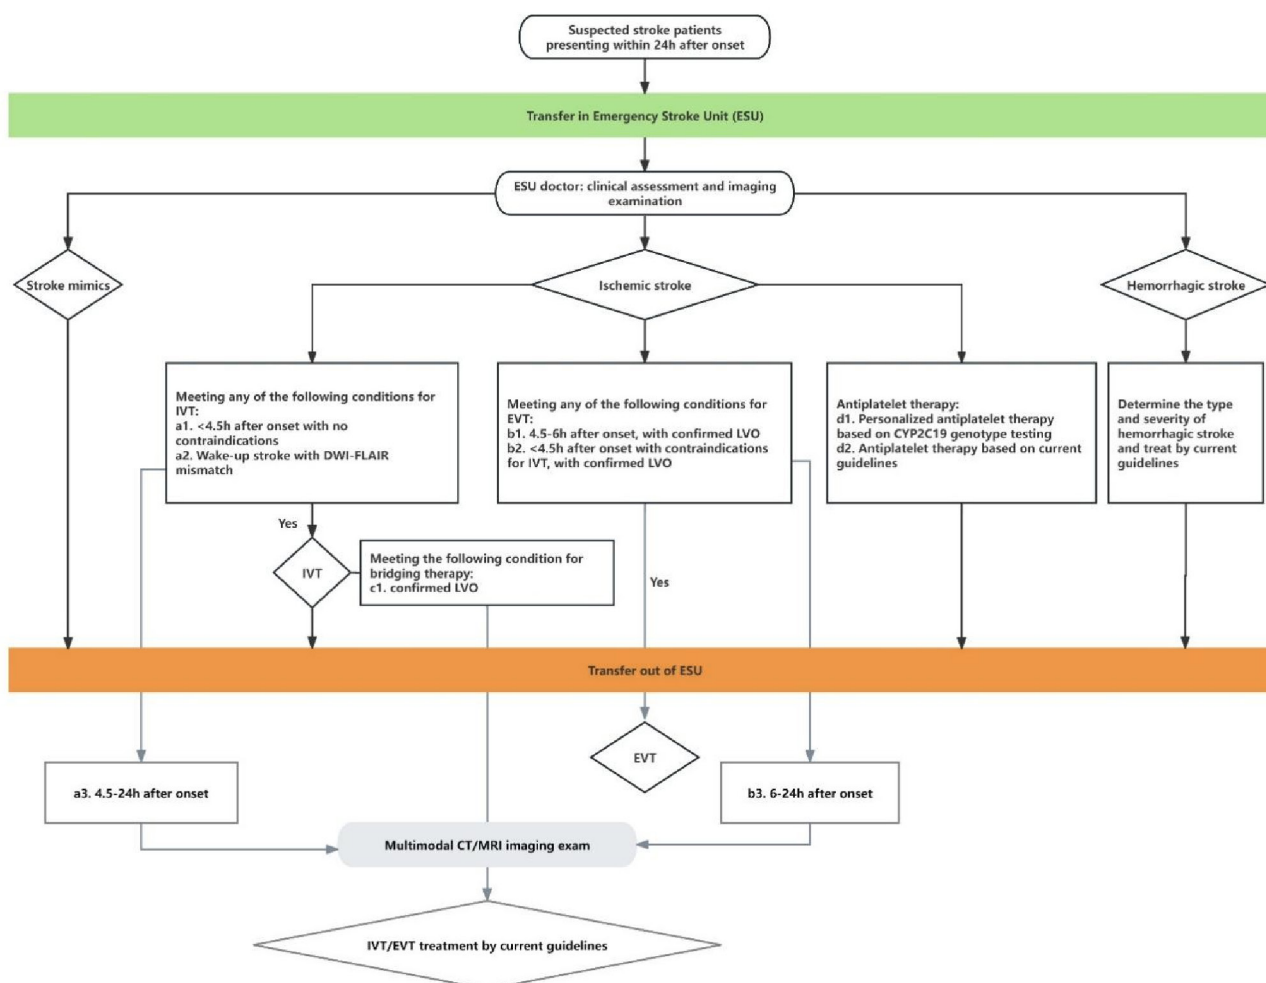 Suspected stroke patients
presenting within 24h after onset
Transfer in Emergency Stroke Unit (ESU)
ESU doctor: clinical assessment and imaging
examination
Stroke mimics
Ischemic stroke
Hemorrhagic stroke
Meeting any of the following conditions for
IVT:
a1. <4.5h after onset with no
contraindications
a2. Wake-up stroke with DWI-FLAIR
mismatch
Meeting any of the following conditions for
EVT:
b1. 4.5-6h after onset, with confirmed LVO
b2. <4.5h after onset with contraindications
for IVT, with confirmed LVO
Antiplatelet therapy:
d1. Personalized antiplatelet therapy
based on CYP2C19 genotype testing
d2. Antiplatelet therapy based on current
guidelines
Determine the type
and severity of
hemorrhagic stroke
and treat by current
guidelines
Yes
IVT
Meeting the following condition for
bridging therapy:
c1. confirmed LVO
Yes
Transfer out of ESU
EVT
a3. 4.5-24h after onset
b3. 6-24h after onset
Multimodal CT/MRI imaging exam
IVT/EVT treatment by current guidelines